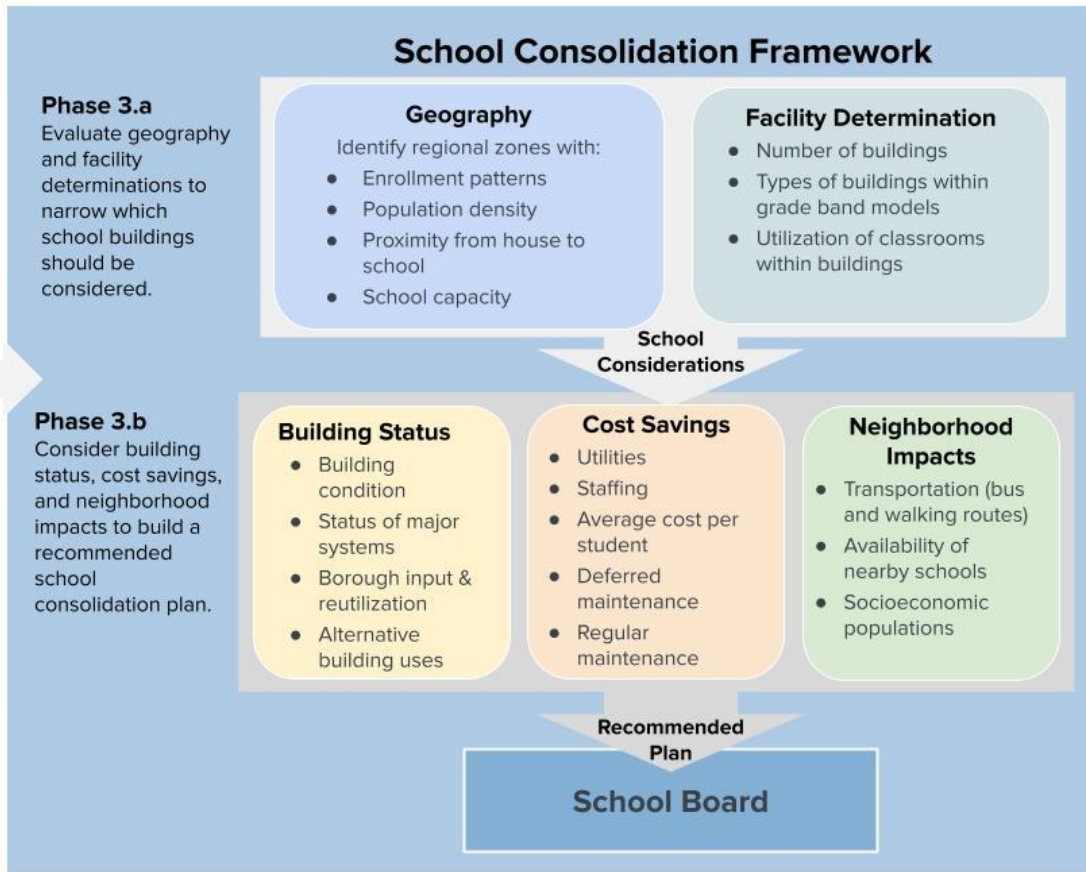 School Consolidation Framework
Phase 3.a
Evaluate geography
and facility
determinations to
narrow which
school buildings
should be
considered.
Geography
Identify regional zones with:
● Enrollment patterns
● Population density
● Proximity from house to
school
● School capacity
Facility Determination
● Number of buildings
● Types of buildings within
grade band models
● Utilization of classrooms
within buildings
School
Considerations
Phase 3.b
Consider building
status, cost savings,
and neighborhood
impacts to build a
recommended
school
consolidation plan.
Building Status
● Building
condition
● Status of major
systems
● Borough input &
reutilization
● Alternative
building uses
Cost Savings
● Utilities
● Staffing
● Average cost per
student
● Deferred
maintenance
● Regular
maintenance
Neighborhood
Impacts
● Transportation (bus
and walking routes)
● Availability of
nearby schools
● Socioeconomic
populations
Recommended
Plan
School Board